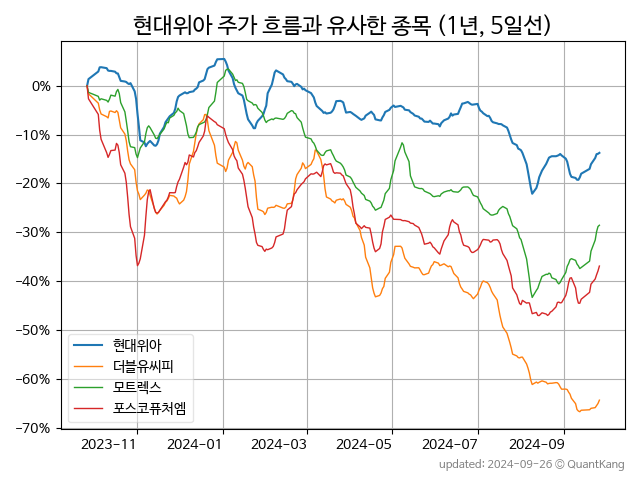 현대위아 주가 흐름과 유사한 종목 (1년, 5일선)
0%
−10%
−20%
−30%
−40%
−50%
−60%
−70%
현대위아
더블유씨피
모트렉스
포스코퓨처엠
2023-11 2024-01 2024-03 2024-05 2024-07 2024-09
updated: 2024-09-26 © QuantKang